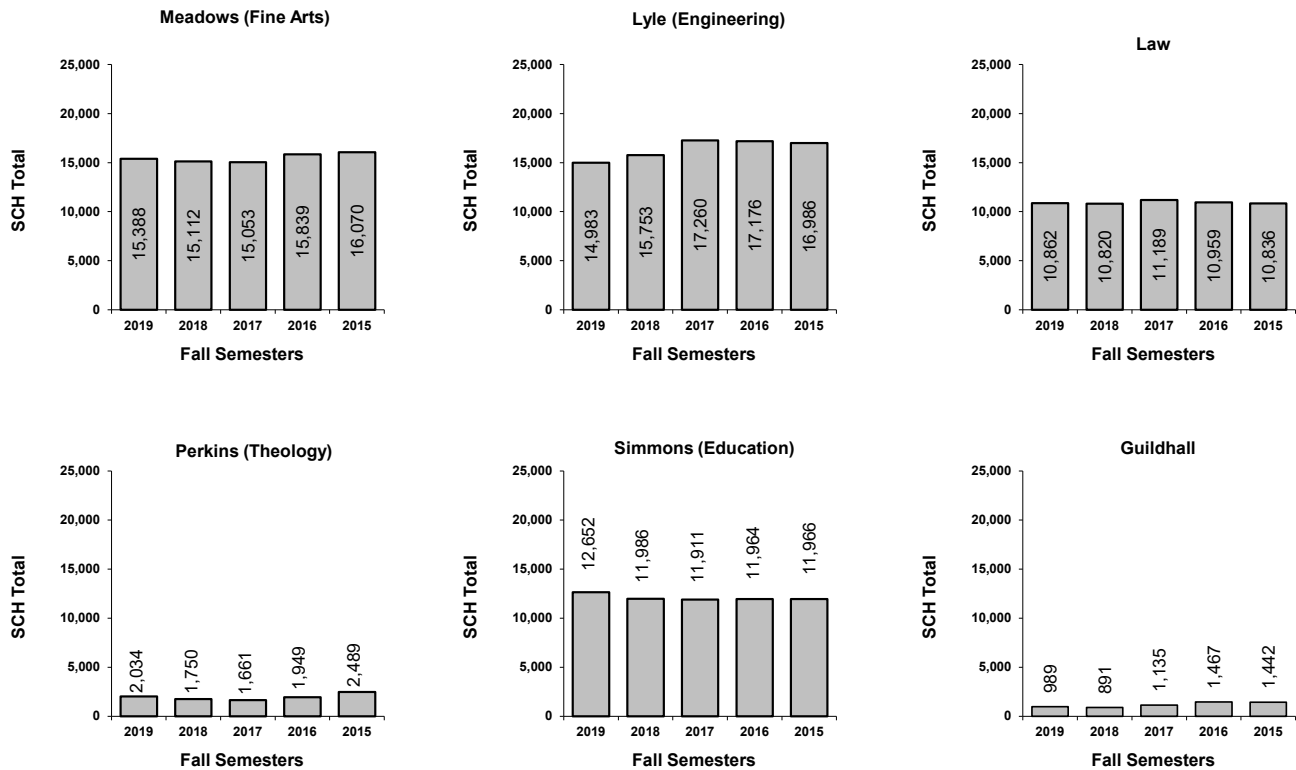 Meadows (Fine Arts)
25,000
20,000
15,000
10,000
5,000
0
SCH Total
15,388
15,112
15,053
15,839
16,070
2019 2018 2017 2016 2015
Fall Semesters
Lyle (Engineering)
25,000
20,000
15,000
10,000
5,000
0
SCH Total
14,983
15,753
17,260
17,176
16,986
2019 2018 2017 2016 2015
Fall Semesters
Law
25,000
20,000
15,000
10,000
5,000
0
SCH Total
10,862
10,820
11,189
10,959
10,836
2019 2018 2017 2016 2015
Fall Semesters
Perkins (Theology)
25,000
20,000
15,000
10,000
5,000
0
SCH Total
2,034
1,750
1,661
1,949
2,489
2019 2018 2017 2016 2015
Fall Semesters
Simmons (Education)
25,000
20,000
15,000
10,000
5,000
0
SCH Total
12,652
11,986
11,911
11,964
11,966
2019 2018 2017 2016 2015
Fall Semesters
Guildhall
25,000
20,000
15,000
10,000
5,000
0
SCH Total
989
891
1,135
1,467
1,442
2019 2018 2017 2016 2015
Fall Semesters